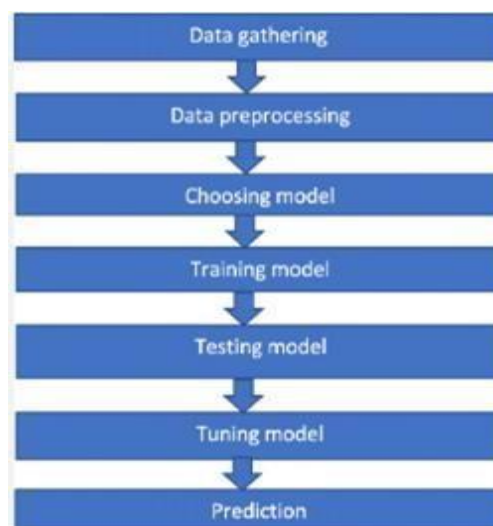 Data gathering
Data preprocessing
Choosing model
Training model
Testing model
Tuning model
Prediction